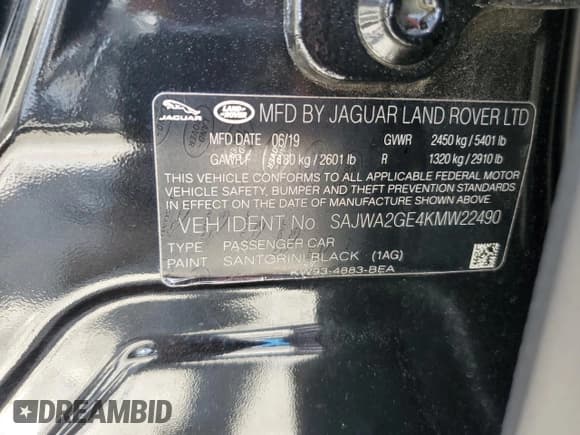 JAGUAR LAND ROVER MFD BY JAGUAR LAND ROVER LTD
MFD DATE 06/19 GVWR 2450 kg / 5401 lb
GAWR F 1180 kg / 2601 lb R 1320 kg / 2910 lb
THIS VEHICLE CONFORMS TO ALL APPLICABLE FEDERAL MOTOR
VEHICLE SAFETY, BUMPER AND THEFT PREVENTION STANDARDS
IN EFFECT ON THE DATE OF MANUFACTURE SHOWN ABOVE
VEH IDENT No SAJWA2GE4KMW22490
TYPE PASSENGER CAR
PAINT SANTORINI BLACK (1AG)
KW93-4883-BEA
DREAMBID